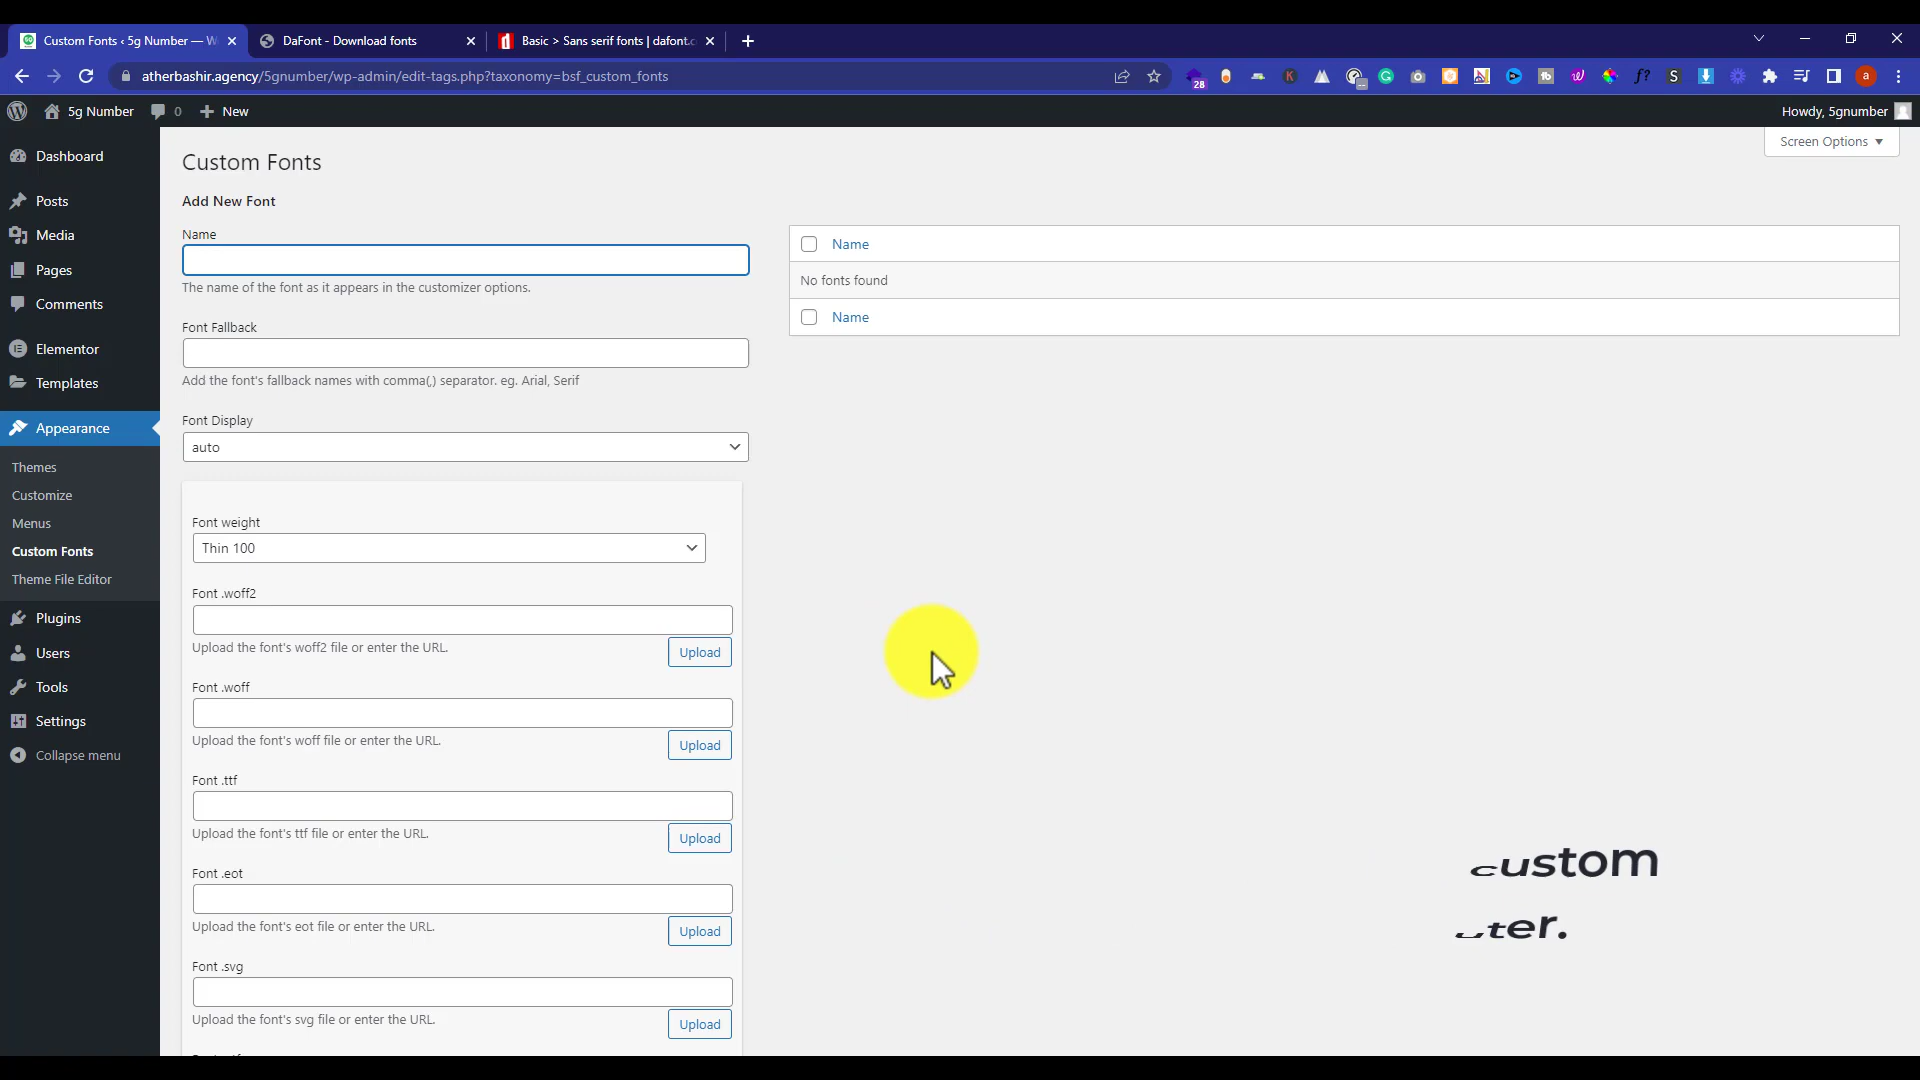 Custom Fonts ‹ 5g Number — W
DaFont - Download fonts
Basic > Sans serif fonts | dafont.c
atherbashir.agency/5gnumber/wp-admin/edit-tags.php?taxonomy=bsf_custom_fonts
28
5g Number
0
New
Howdy, 5gnumber
Screen Options
Dashboard
Posts
Media
Pages
Comments
Elementor
Templates
Appearance
Themes
Customize
Menus
Custom Fonts
Theme File Editor
Plugins
Users
Tools
Settings
Collapse menu
Custom Fonts
Add New Font
Name
The name of the font as it appears in the customizer options.
Font Fallback
Add the font's fallback names with comma(,) separator. eg. Arial, Serif
Font Display
auto
Font weight
Thin 100
Font .woff2
Upload the font's woff2 file or enter the URL.
Upload
Font .woff
Upload the font's woff file or enter the URL.
Upload
Font .ttf
Upload the font's ttf file or enter the URL.
Upload
Font .eot
Upload the font's eot file or enter the URL.
Upload
Font .svg
Upload the font's svg file or enter the URL.
Upload
Name
No fonts found
Name
custom